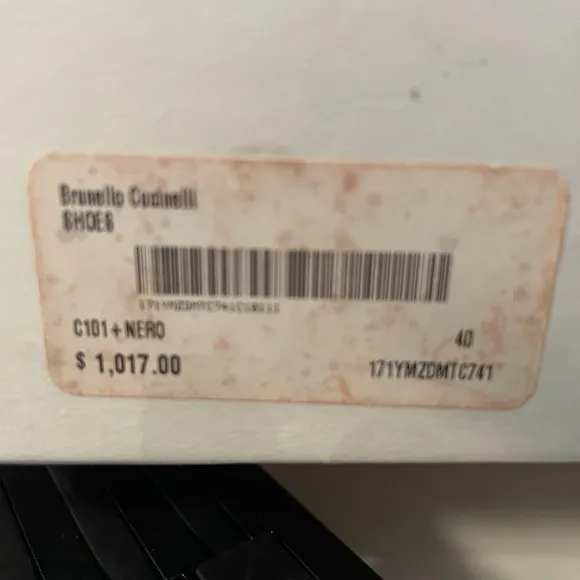 Brunello Cucinelli
SHOES
C101+NERO
40
$ 1,017.00
171YMZDMTC741